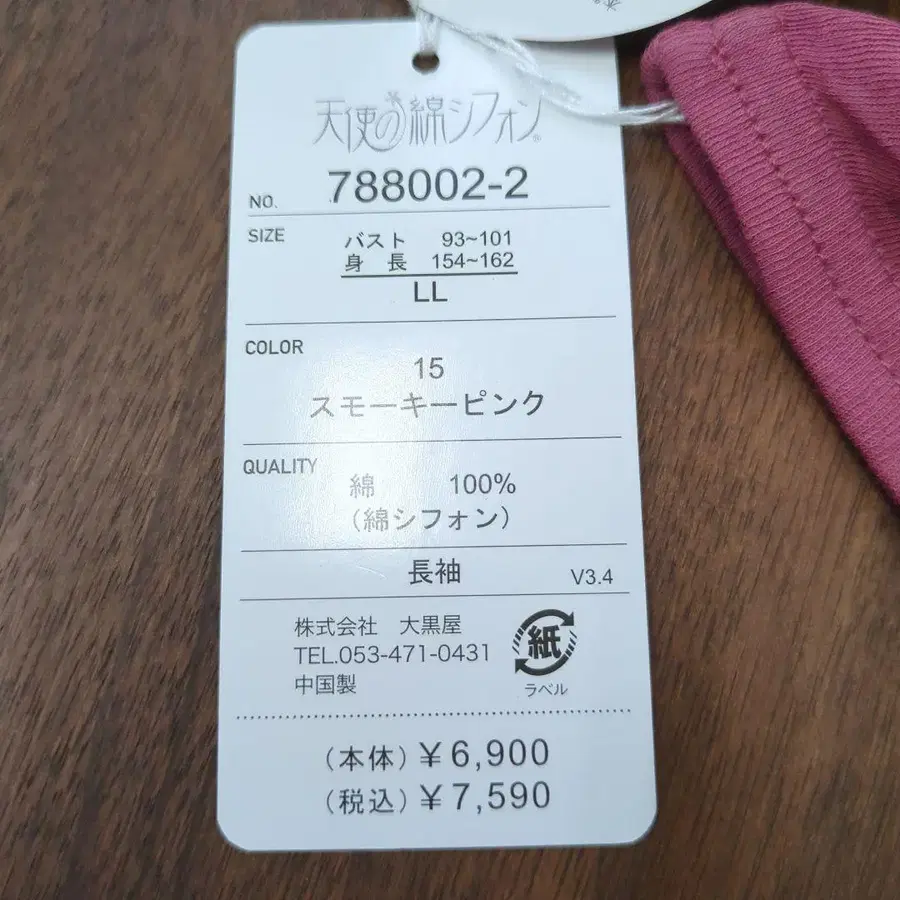 天使の綿シフォン®
NO. 788002-2
SIZE
バスト 93~101
身 長 154~162
LL
COLOR
15
スモーキーピンク
QUALITY
綿 100%
(綿シフォン)
長袖 V3.4
株式会社 大黒屋
TEL.053-471-0431
中国製
紙
ラベル
(本体) ¥6,900
(税込) ¥7,590